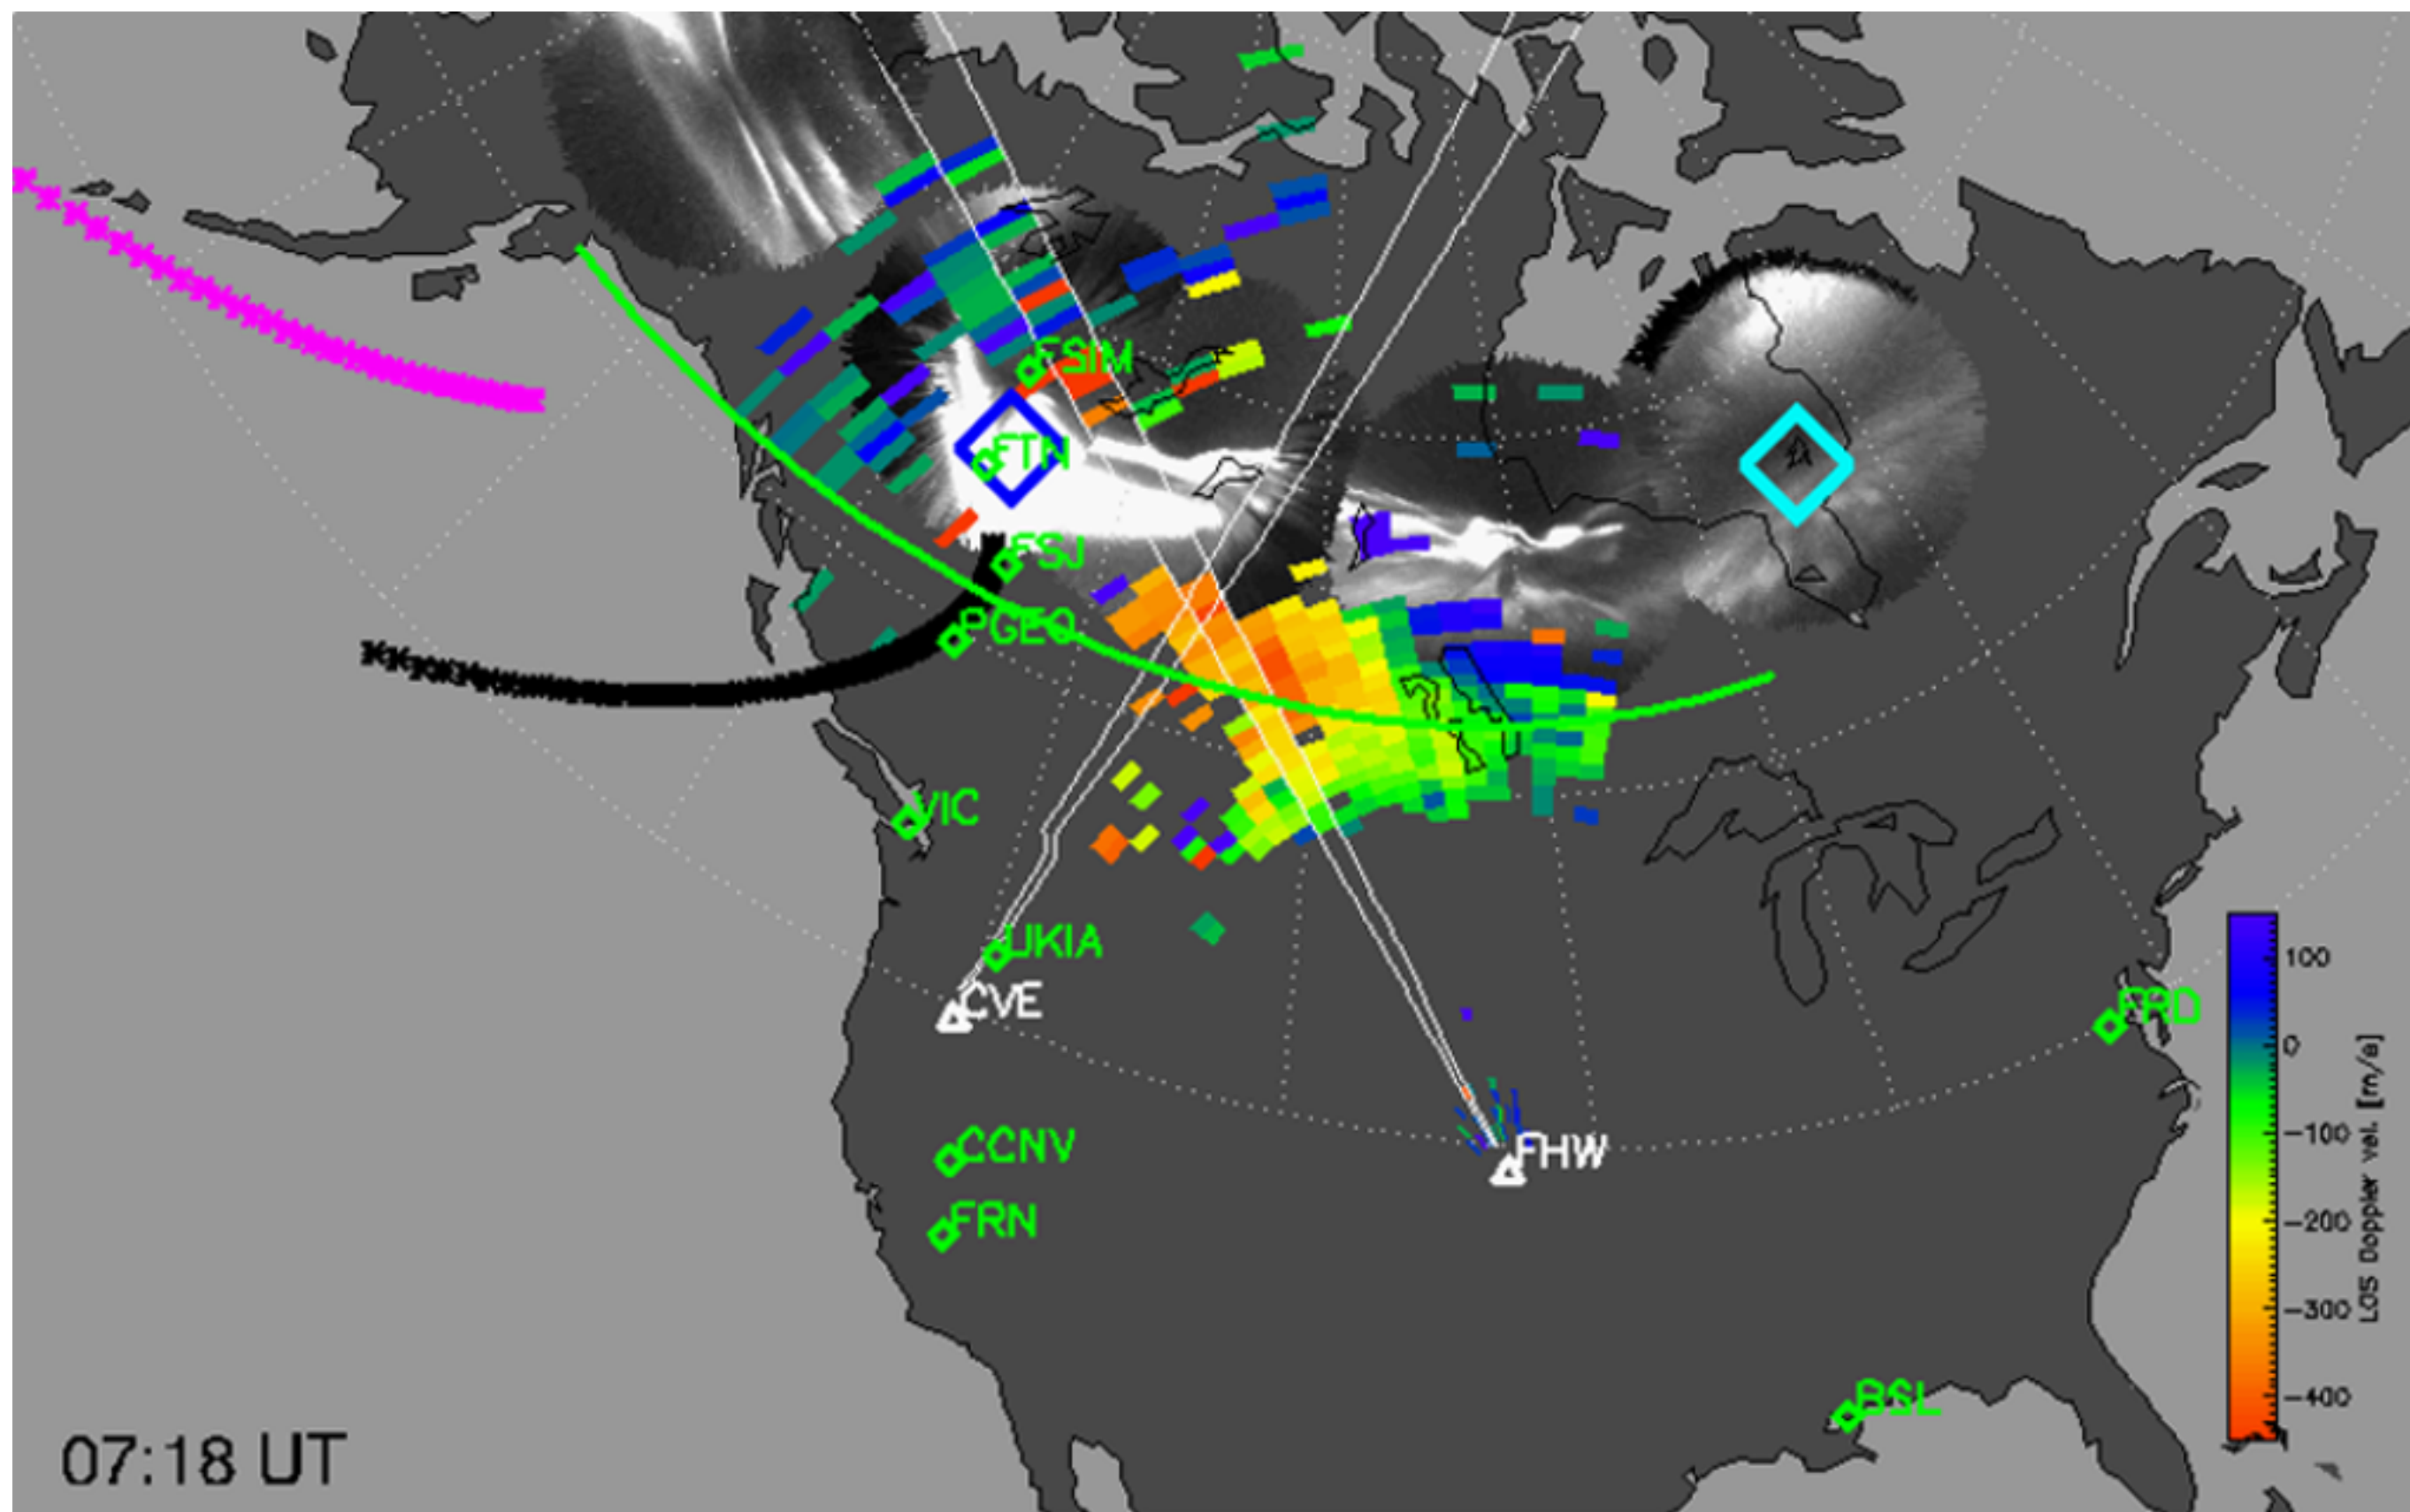 FSIM
FTN
FSJ
PGEO
VIC
UKIA
CVE
CCNV
FRN
FHW
FRD
BSL
100
0
-100
-200
-300
-400
LOS Doppler vel. [m/s]
07:18 UT